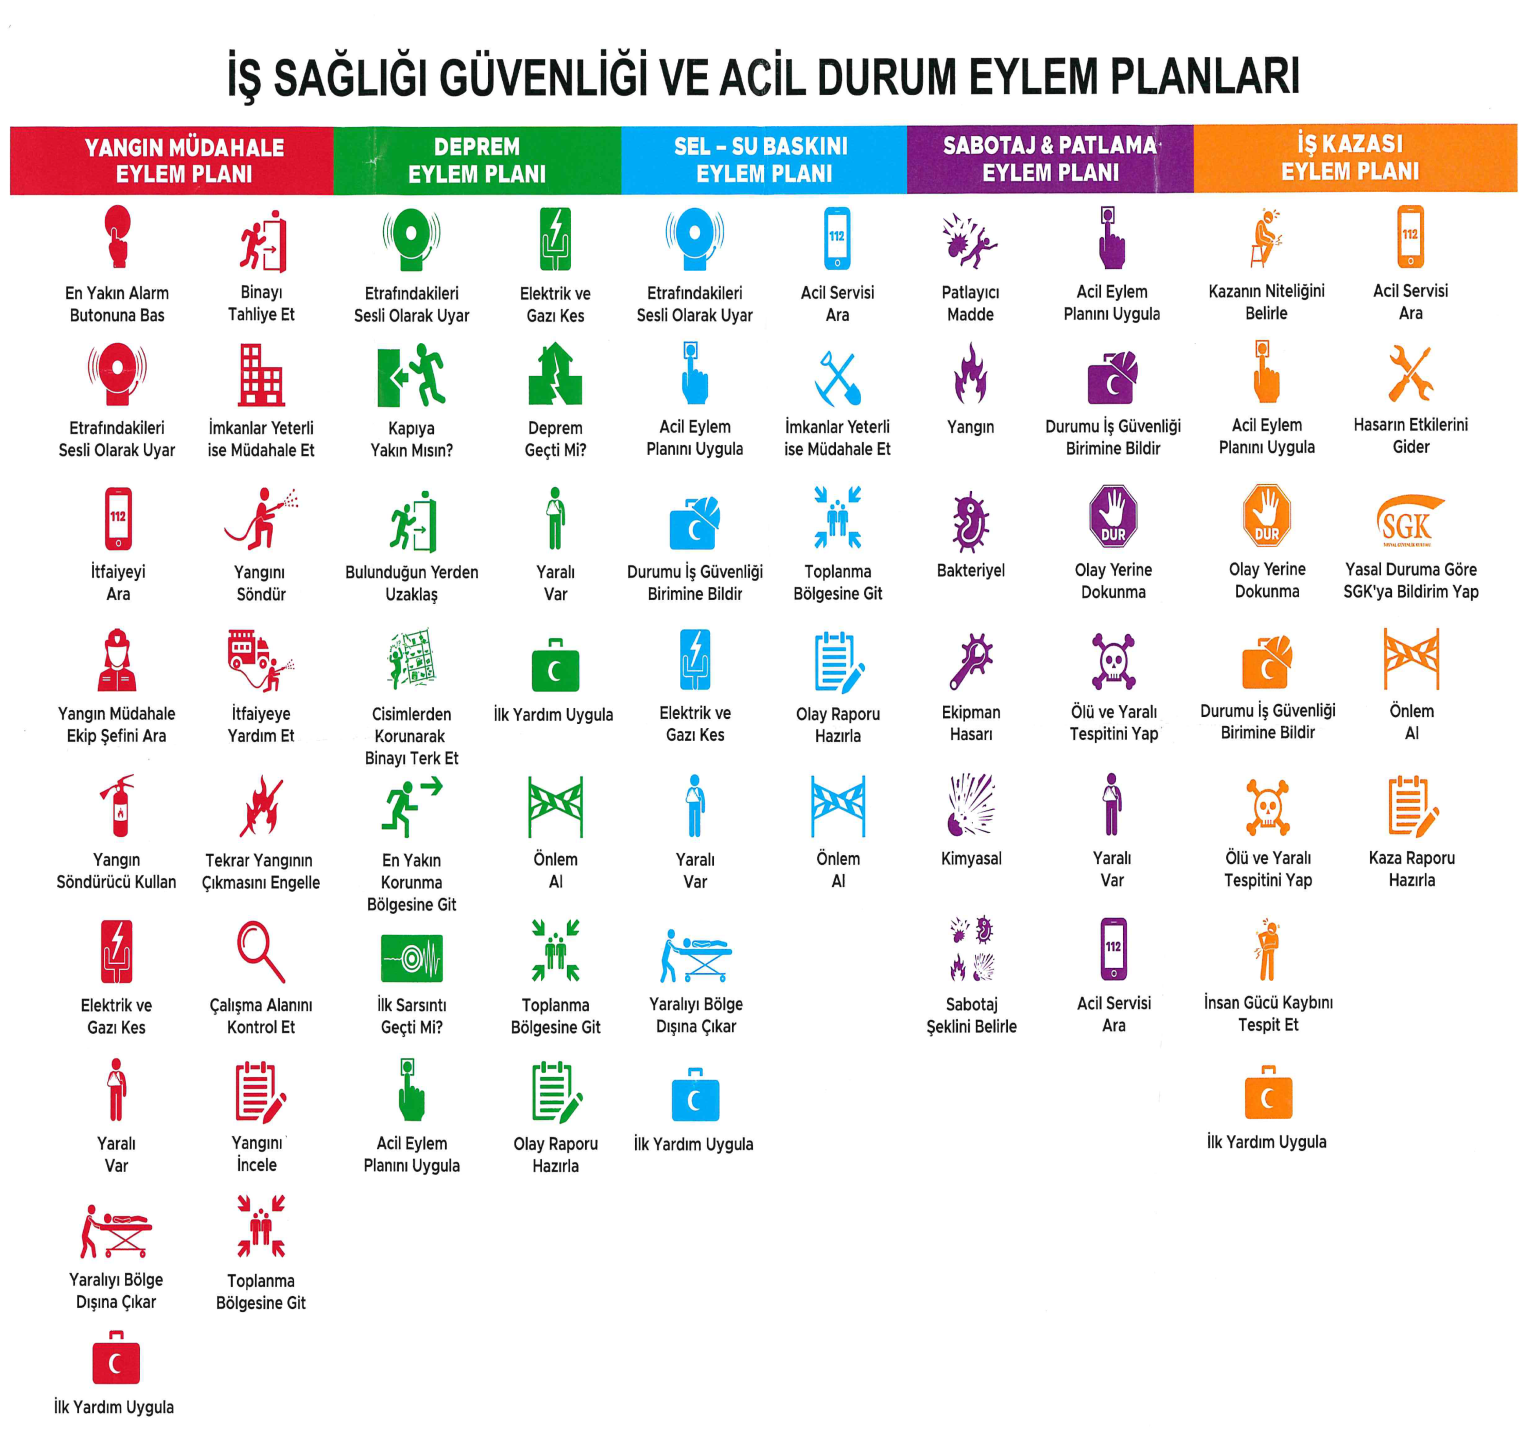 İŞ SAĞLIĞI GÜVENLİĞİ VE ACİL DURUM EYLEM PLANLARI
YANGIN MÜDAHALE
EYLEM PLANI
En Yakın Alarm
Butonuna Bas
Etrafındakileri
Sesli Olarak Uyar
112
İtfaiyeyi
Ara
Yangın Müdahale
Ekip Şefini Ara
Yangın
Söndürücü Kullan
Elektrik ve
Gazı Kes
Yaralı
Var
Yaralıyı Bölge
Dışına Çıkar
İlk Yardım Uygula
Binayı
Tahliye Et
İmkanlar Yeterli
ise Müdahale Et
Yangını
Söndür
İtfaiyeye
Yardım Et
Tekrar Yangının
Çıkmasını Engelle
Çalışma Alanını
Kontrol Et
Yangını
İncele
Toplanma
Bölgesine Git
DEPREM
EYLEM PLANI
Etrafındakileri
Sesli Olarak Uyar
Kapıya
Yakın Mısın?
Bulunduğun Yerden
Uzaklaş
Cisimlerden
Korunarak
Binayı Terk Et
En Yakın
Korunma
Bölgesine Git
İlk Sarsıntı
Geçti Mi?
Acil Eylem
Planını Uygula
Elektrik ve
Gazı Kes
Deprem
Geçti Mi?
Yaralı
Var
İlk Yardım Uygula
Önlem
Al
Toplanma
Bölgesine Git
Olay Raporu
Hazırla
SEL – SU BASKINI
EYLEM PLANI
Etrafındakileri
Sesli Olarak Uyar
Acil Eylem
Planını Uygula
Durumu İş Güvenliği
Birimine Bildir
Elektrik ve
Gazı Kes
Yaralı
Var
Yaralıyı Bölge
Dışına Çıkar
İlk Yardım Uygula
112
Acil Servisi
Ara
İmkanlar Yeterli
ise Müdahale Et
Toplanma
Bölgesine Git
Olay Raporu
Hazırla
Önlem
Al
SABOTAJ & PATLAMA
EYLEM PLANI
Patlayıcı
Madde
Yangın
Bakteriyel
Ekipman
Hasarı
Kimyasal
Sabotaj
Şeklini Belirle
Acil Eylem
Planını Uygula
Durumu İş Güvenliği
Birimine Bildir
DUR
Olay Yerine
Dokunma
Ölü ve Yaralı
Tespitini Yap
Yaralı
Var
112
Acil Servisi
Ara
İŞ KAZASI
EYLEM PLANI
Kazanın Niteliğini
Belirle
Acil Eylem
Planını Uygula
DUR
Olay Yerine
Dokunma
Durumu İş Güvenliği
Birimine Bildir
Ölü ve Yaralı
Tespitini Yap
İnsan Gücü Kaybını
Tespit Et
İlk Yardım Uygula
112
Acil Servisi
Ara
Hasarın Etkilerini
Gider
SGK
SOSYAL GÜVENLİK KURUMU
Yasal Duruma Göre
SGK'ya Bildirim Yap
Önlem
Al
Kaza Raporu
Hazırla